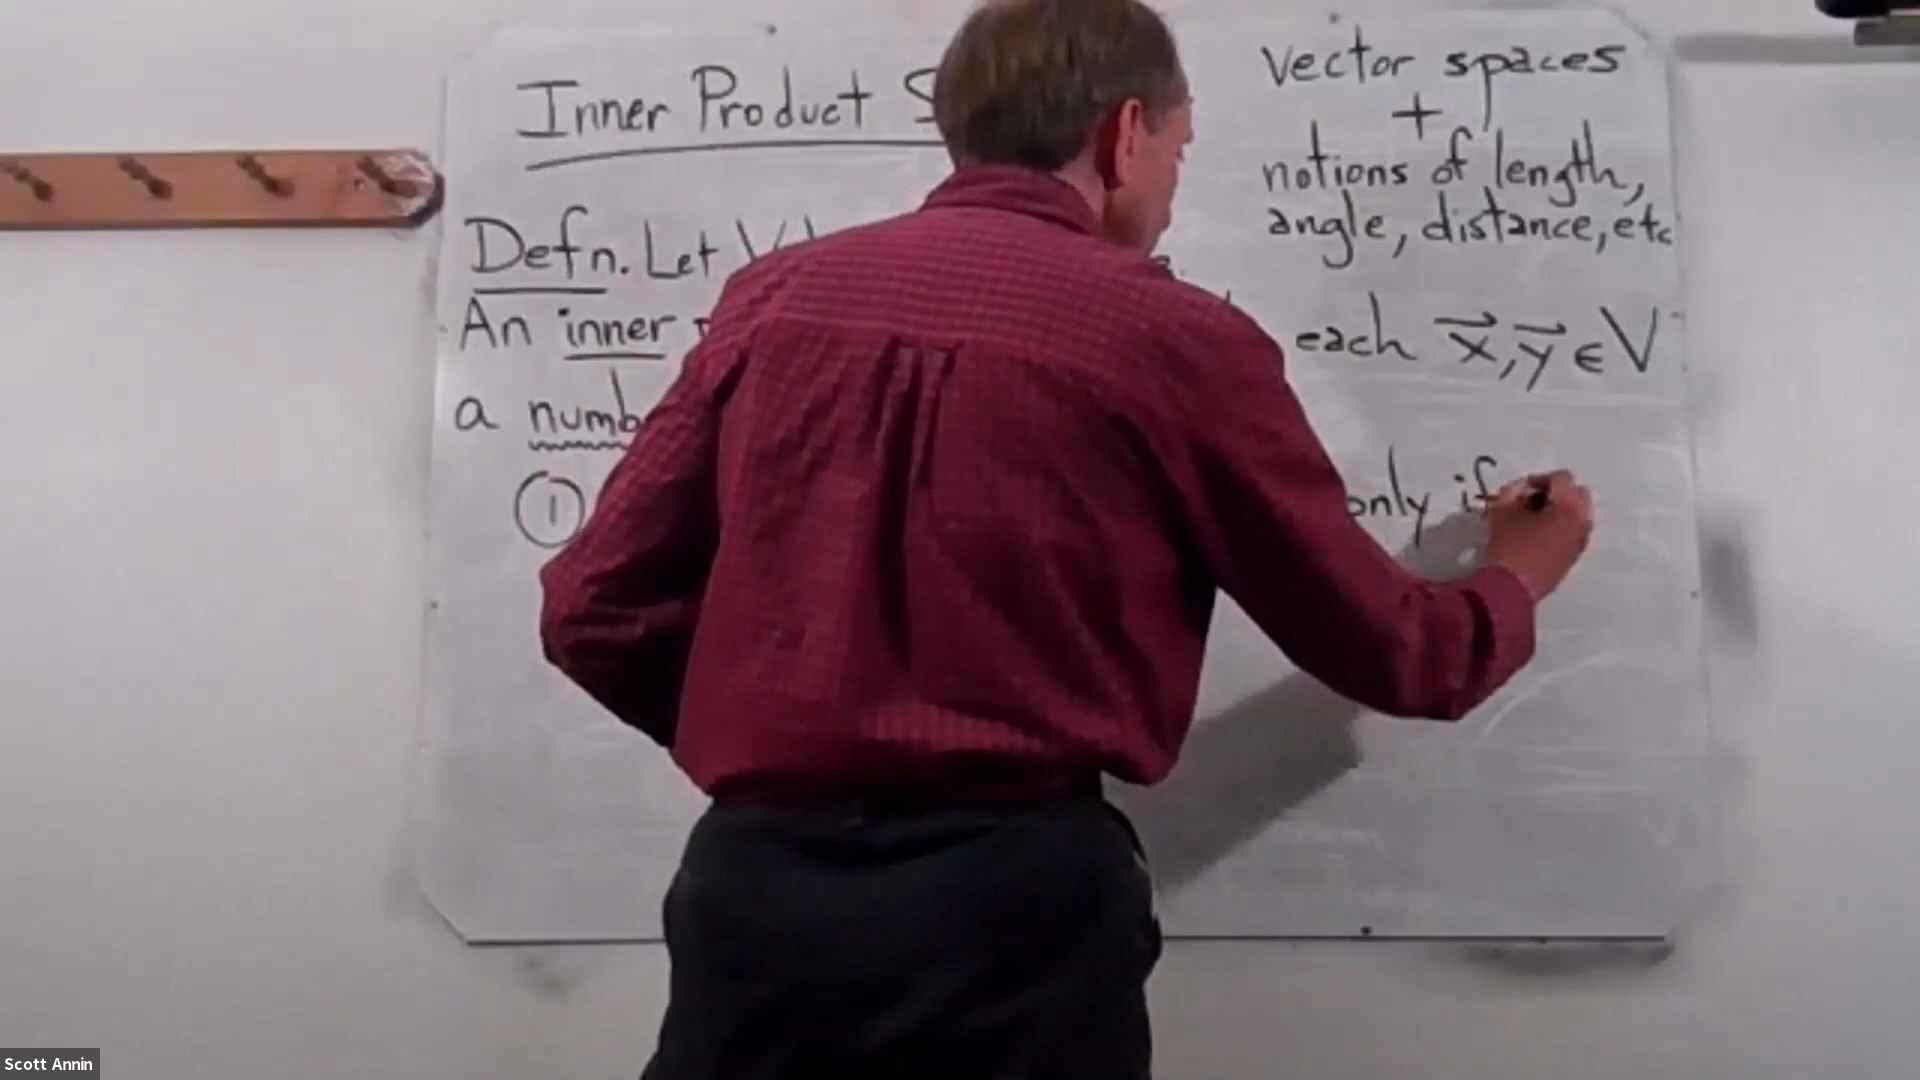 Inner Product
vector spaces
+
notions of length,
angle, distance, etc
Defn. Let V
An inner
each x⃗, y⃗ ∈ V
a
① only if
Scott Annin